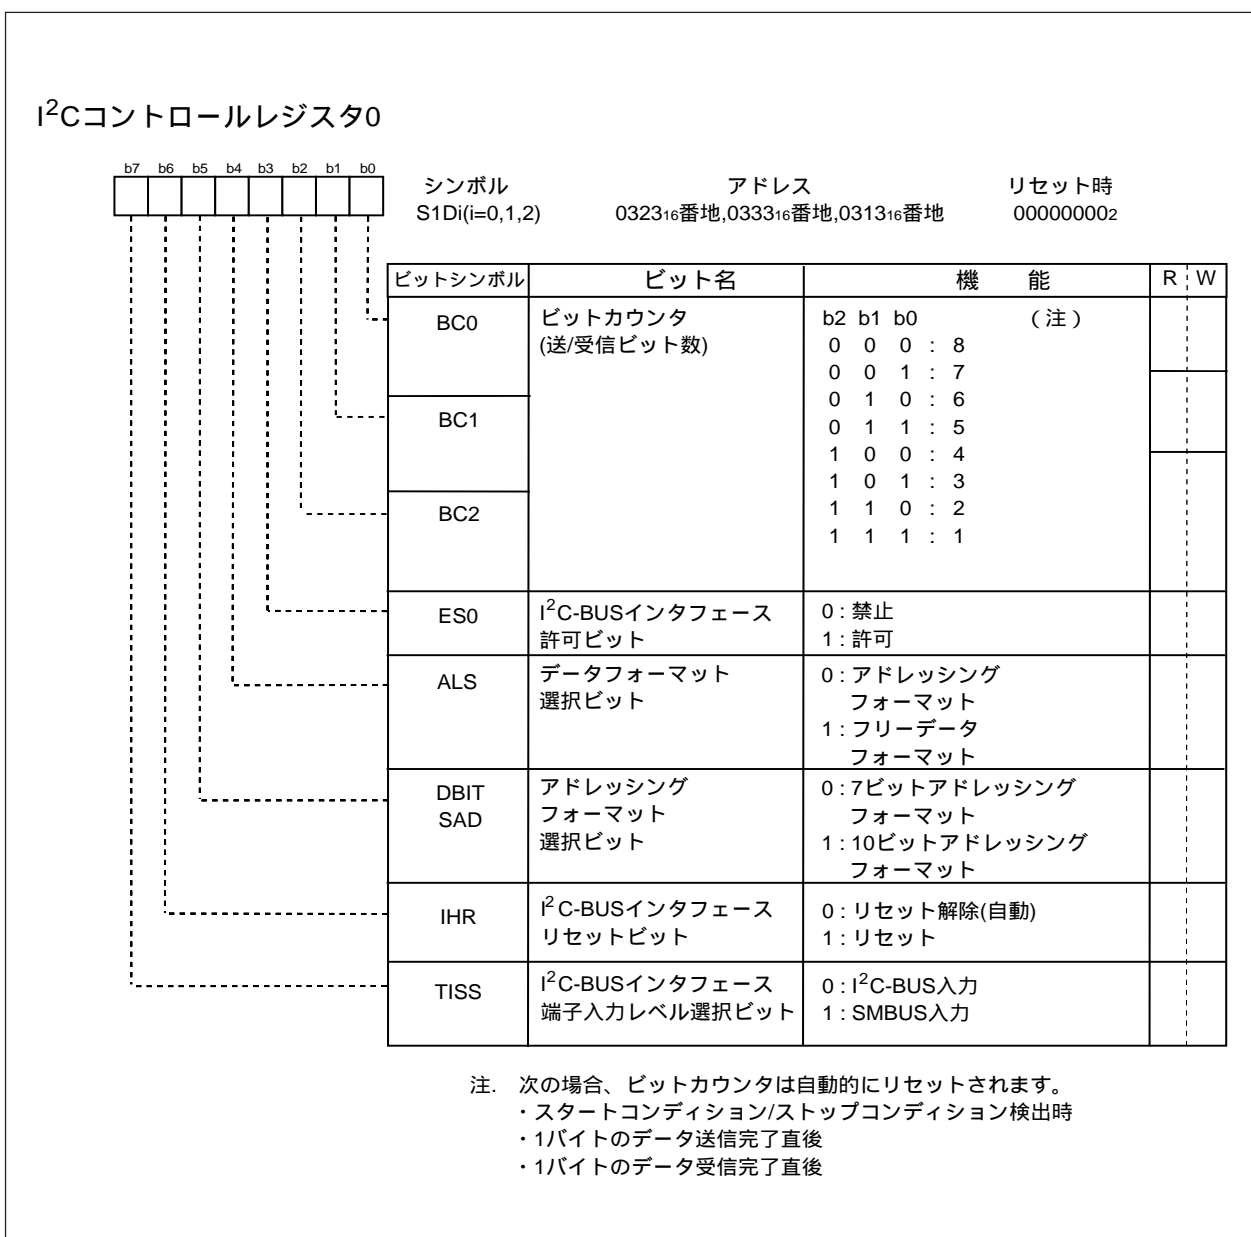 I²Cコントロールレジスタ0
b7 b6 b5 b4 b3 b2 b1 b0
シンボル アドレス リセット時
S1Di(i=0,1,2) 0323₁₆番地,0333₁₆番地,0313₁₆番地 00000000₂
ビットシンボル ビット名 機 能 R W
BC0 ビットカウンタ b2 b1 b0 (注)
(送/受信ビット数) 0 0 0 : 8
0 0 1 : 7
0 1 0 : 6
BC1 0 1 1 : 5
1 0 0 : 4
1 0 1 : 3
BC2 1 1 0 : 2
1 1 1 : 1
ES0 I²C-BUSインタフェース 0 : 禁止
許可ビット 1 : 許可
ALS データフォーマット 0 : アドレッシング
選択ビット フォーマット
1 : フリーデータ
フォーマット
DBIT アドレッシング 0 : 7ビットアドレッシング
SAD フォーマット フォーマット
選択ビット 1 : 10ビットアドレッシング
フォーマット
IHR I²C-BUSインタフェース 0 : リセット解除(自動)
リセットビット 1 : リセット
TISS I²C-BUSインタフェース 0 : I²C-BUS入力
端子入力レベル選択ビット 1 : SMBUS入力
注. 次の場合、ビットカウンタは自動的にリセットされます。
・スタートコンディション/ストップコンディション検出時
・1バイトのデータ送信完了直後
・1バイトのデータ受信完了直後